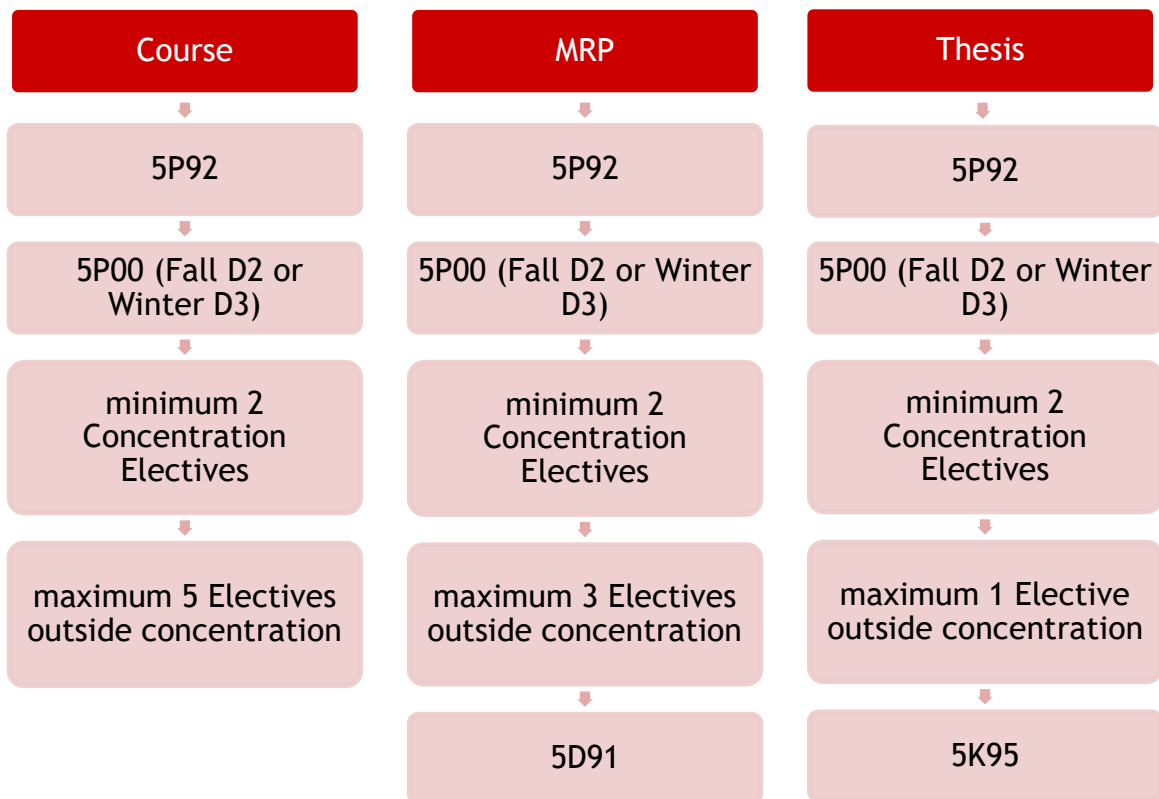 Course
5P92
5P00 (Fall D2 or
Winter D3)
minimum 2
Concentration
Electives
maximum 5 Electives
outside concentration
MRP
5P92
5P00 (Fall D2 or Winter
D3)
minimum 2
Concentration
Electives
maximum 3 Electives
outside concentration
5D91
Thesis
5P92
5P00 (Fall D2 or Winter
D3)
minimum 2
Concentration
Electives
maximum 1 Elective
outside concentration
5K95